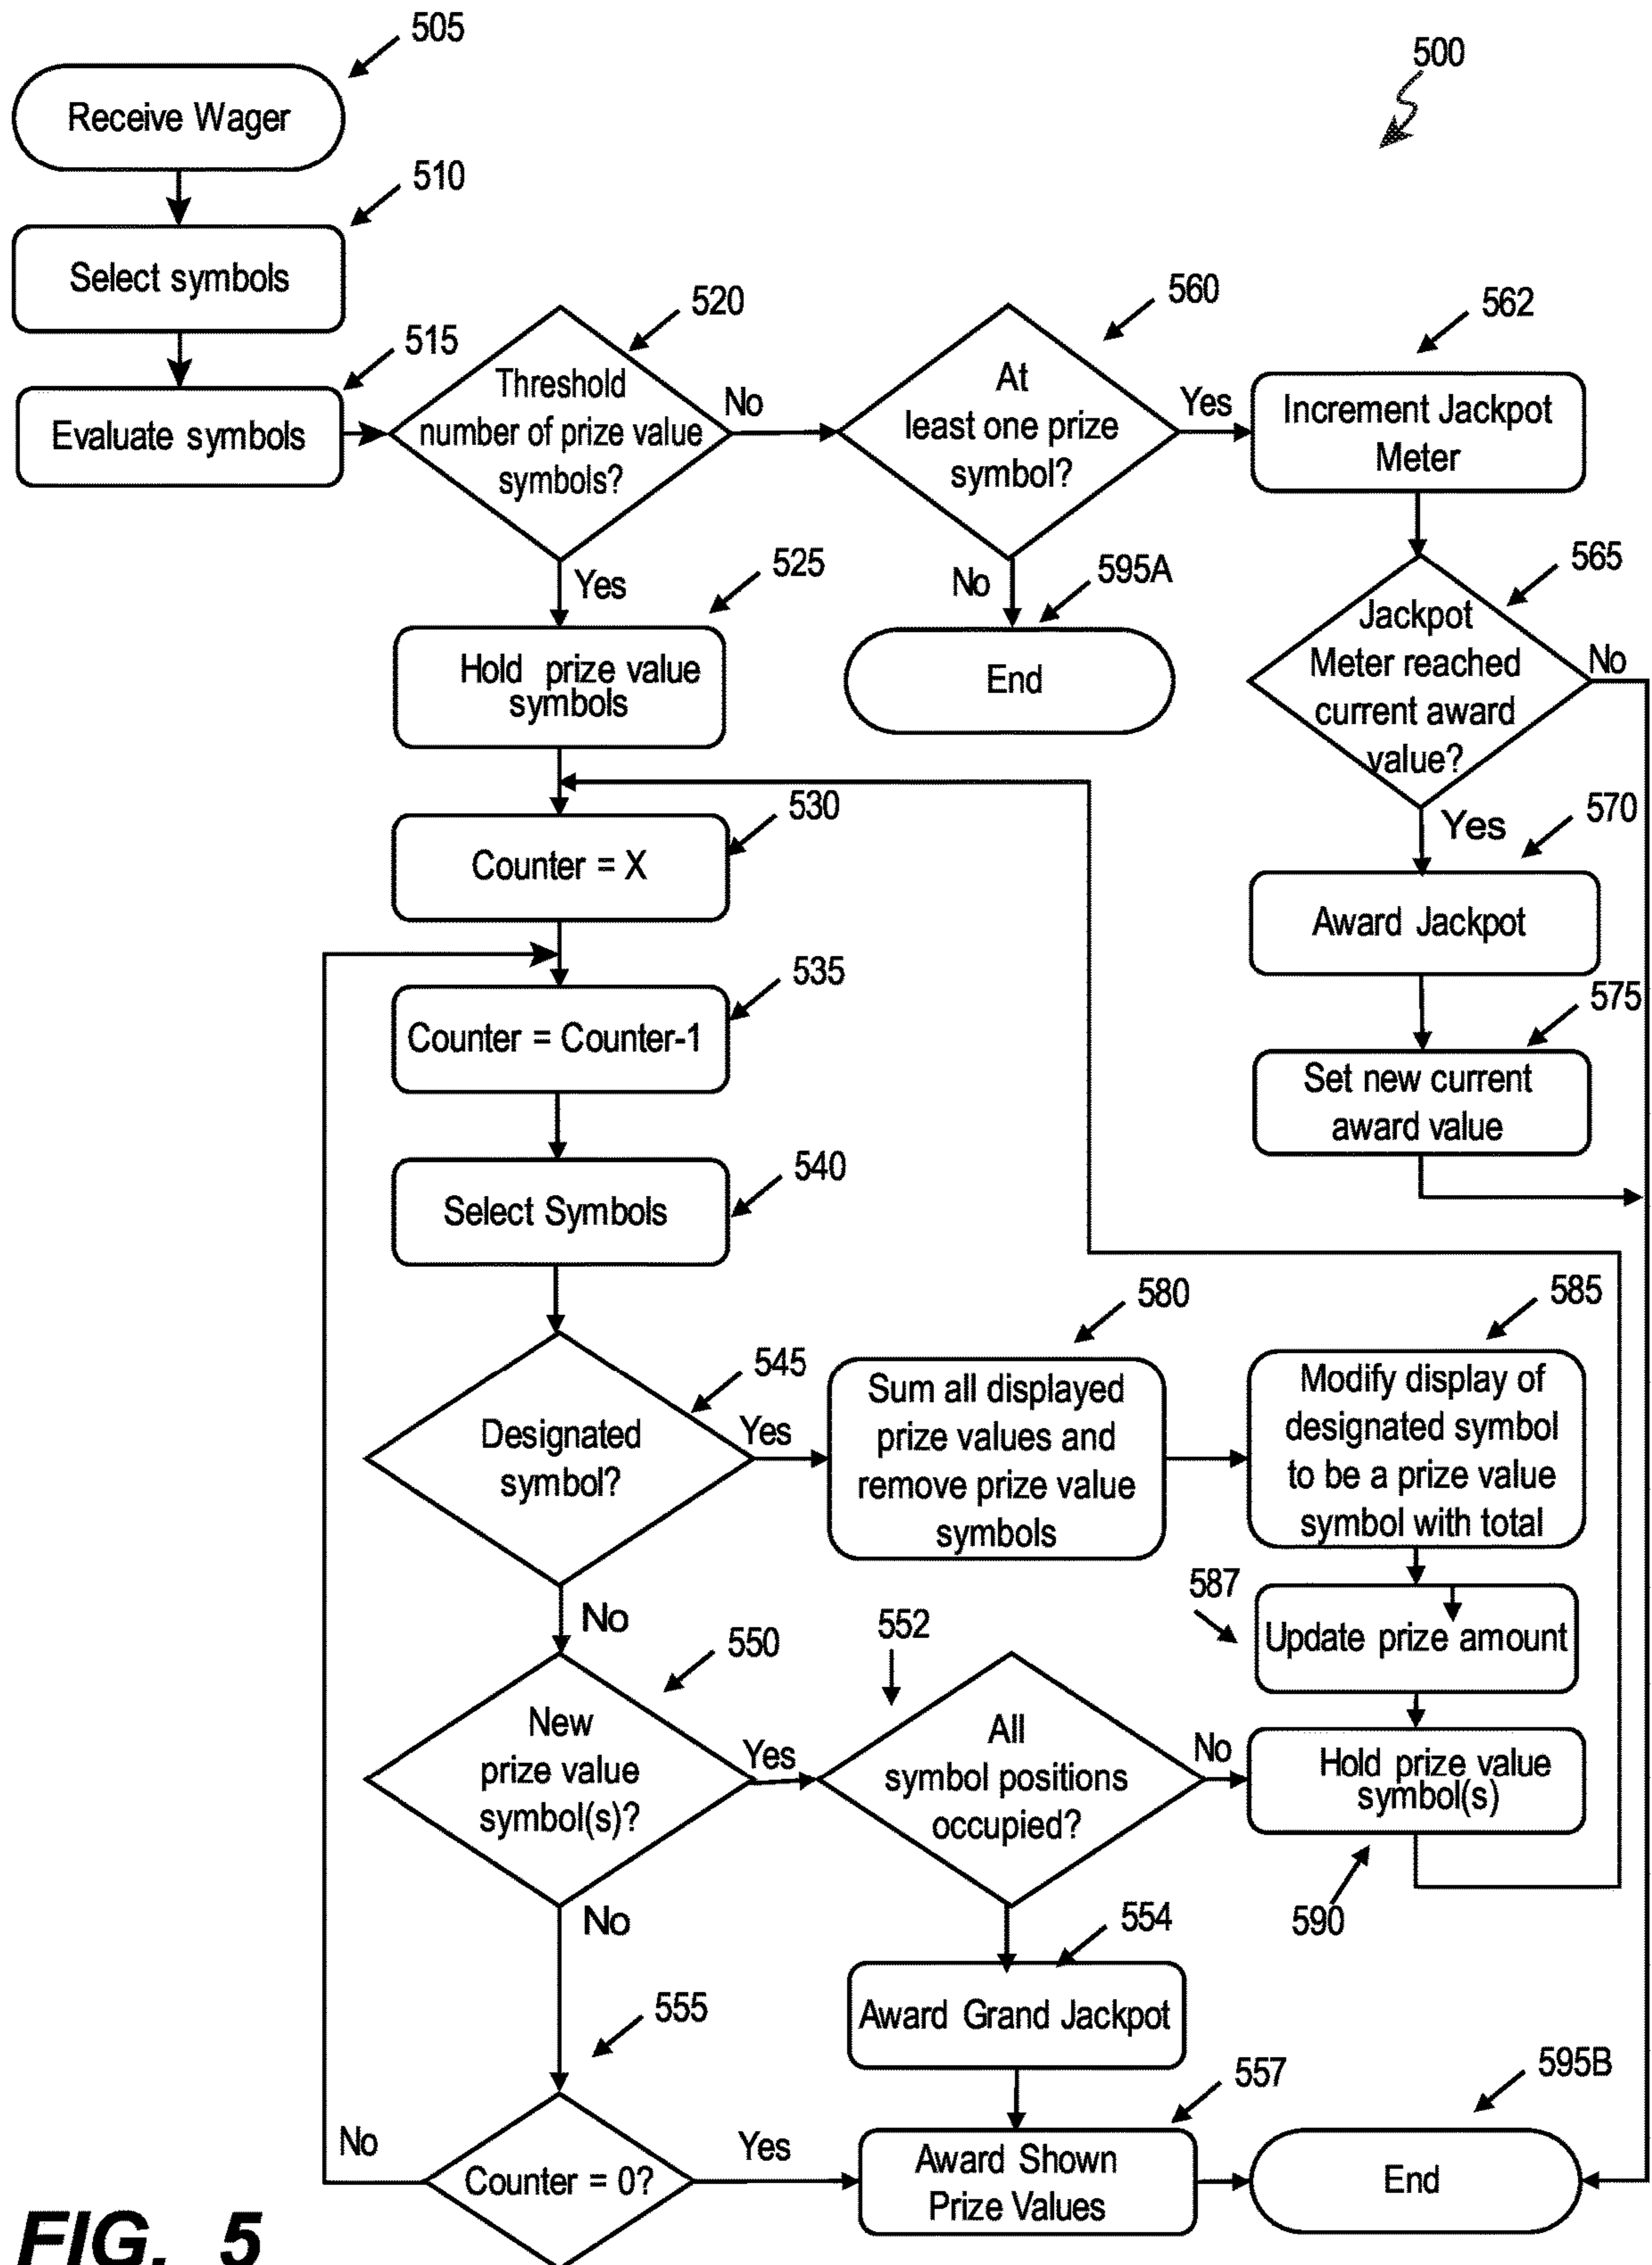 505
500
Receive Wager
510
Select symbols
520
560
562
515
Evaluate symbols
Threshold
number of prize value
symbols?
No
At
least one prize
symbol?
Yes
Increment Jackpot
Meter
Yes
525
No
595A
565
Hold prize value
symbols
End
Jackpot
Meter reached
current award
value?
No
530
Counter = X
Yes
570
Award Jackpot
535
Counter = Counter-1
575
Set new current
award value
540
Select Symbols
580
585
545
Designated
symbol?
Yes
Sum all displayed
prize values and
remove prize value
symbols
Modify display of
designated symbol
to be a prize value
symbol with total
No
587
Update prize amount
550
552
New
prize value
symbol(s)?
Yes
All
symbol positions
occupied?
No
Hold prize value
symbol(s)
590
No
554
Award Grand Jackpot
555
557
595B
No
Counter = 0?
Yes
Award Shown
Prize Values
End
FIG. 5